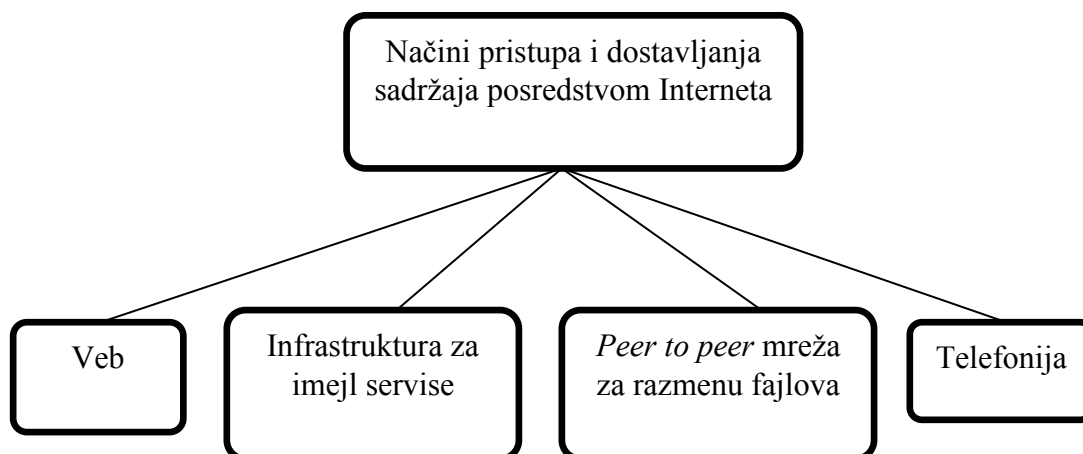 Načini pristupa i dostavljanja
sadržaja posredstvom Interneta
Veb
Infrastruktura za
imejl servise
Peer to peer mreža
za razmenu fajlova
Telefonija